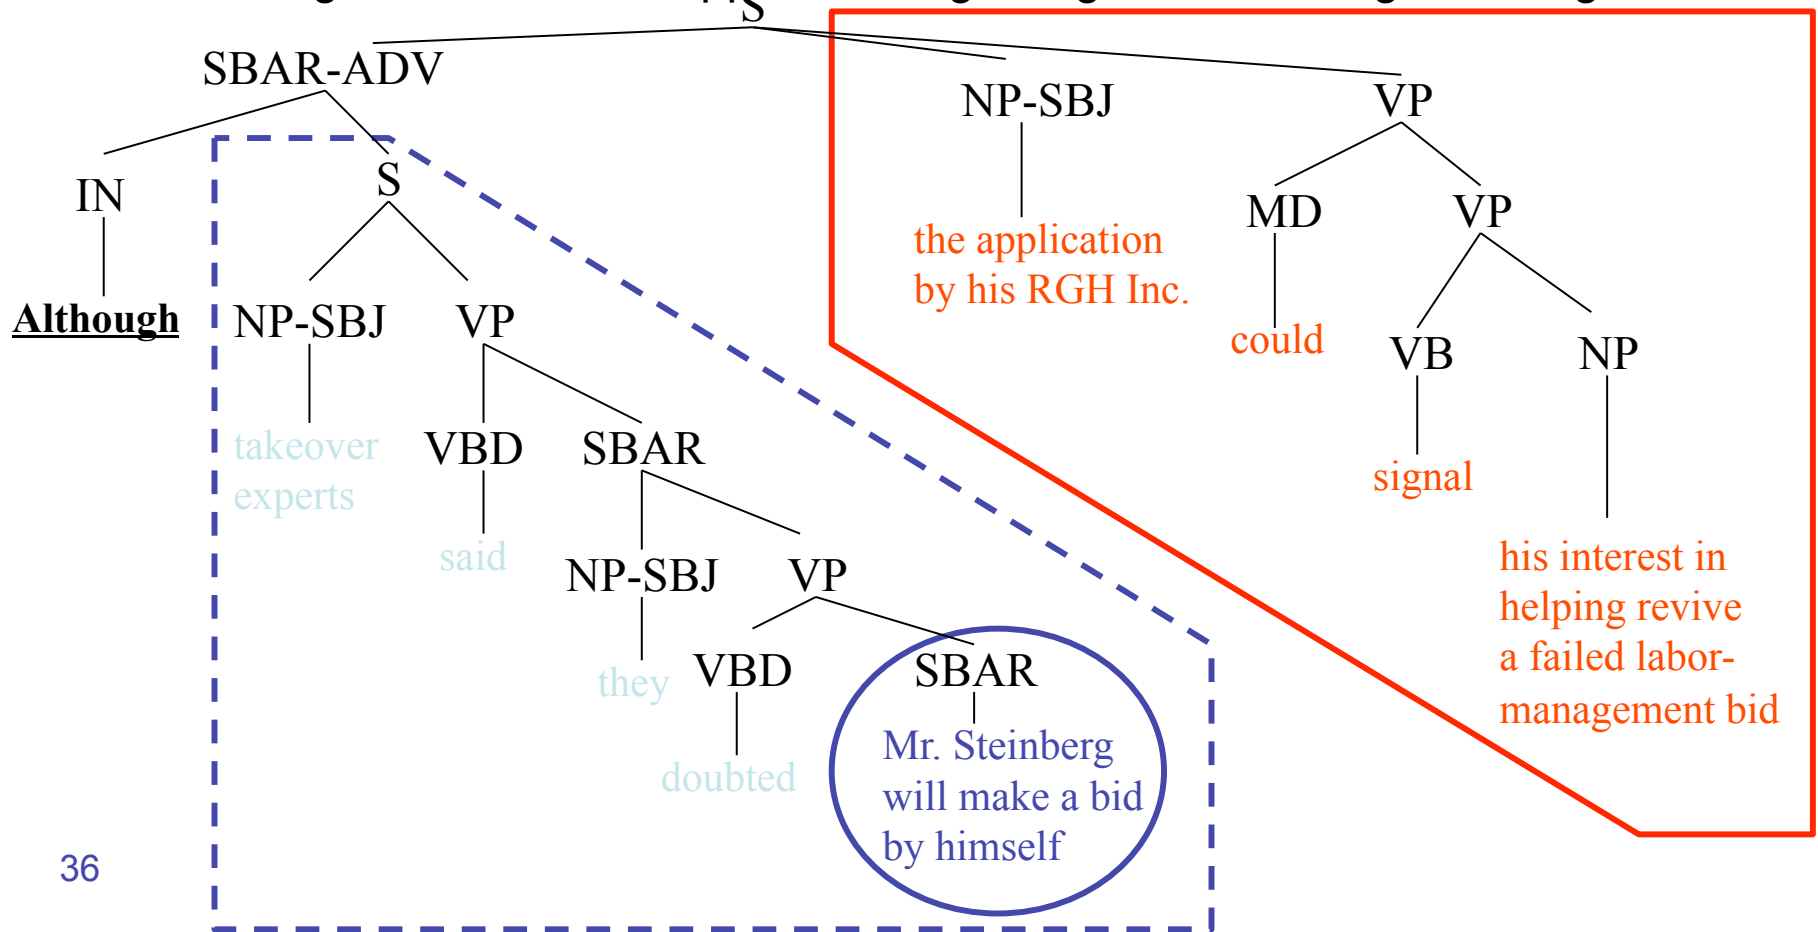 S
SBAR-ADV
NP-SBJ
VP
IN
S
MD
VP
the application
by his RGH Inc.
Although
NP-SBJ
VP
could
VB
NP
takeover
experts
VBD
SBAR
signal
said
NP-SBJ
VP
his interest in
helping revive
a failed labor-
management bid
they
VBD
SBAR
doubted
Mr. Steinberg
will make a bid
by himself
36